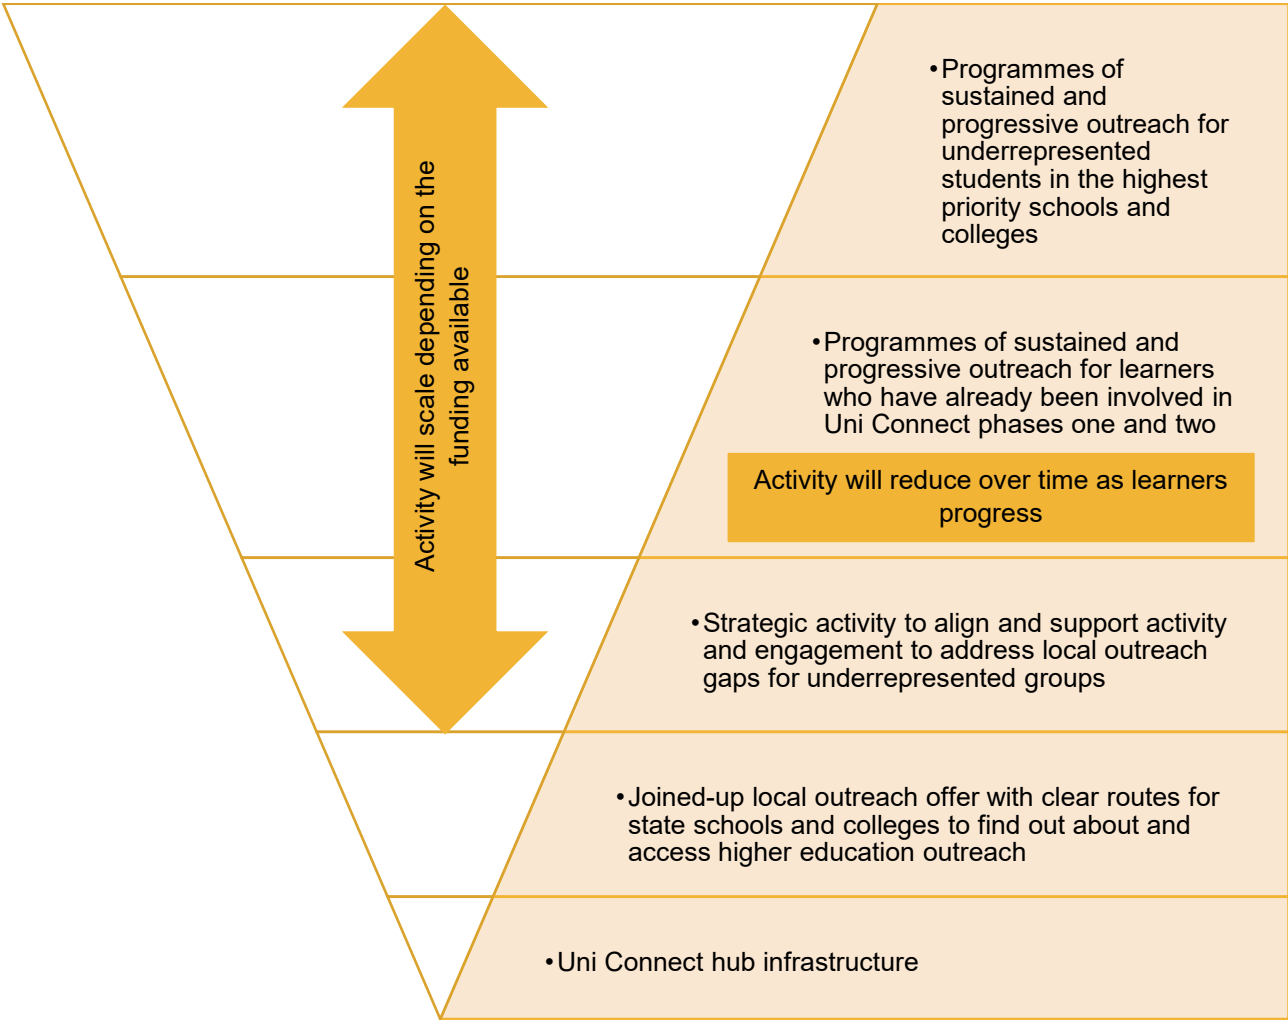 Activity will scale depending on the
funding available
•Programmes of
sustained and
progressive outreach for
underrepresented
students in the highest
priority schools and
colleges
•Programmes of sustained and
progressive outreach for learners
who have already been involved in
Uni Connect phases one and two
Activity will reduce over time as learners
progress
•Strategic activity to align and support activity
and engagement to address local outreach
gaps for underrepresented groups
•Joined-up local outreach offer with clear routes for
state schools and colleges to find out about and
access higher education outreach
•Uni Connect hub infrastructure